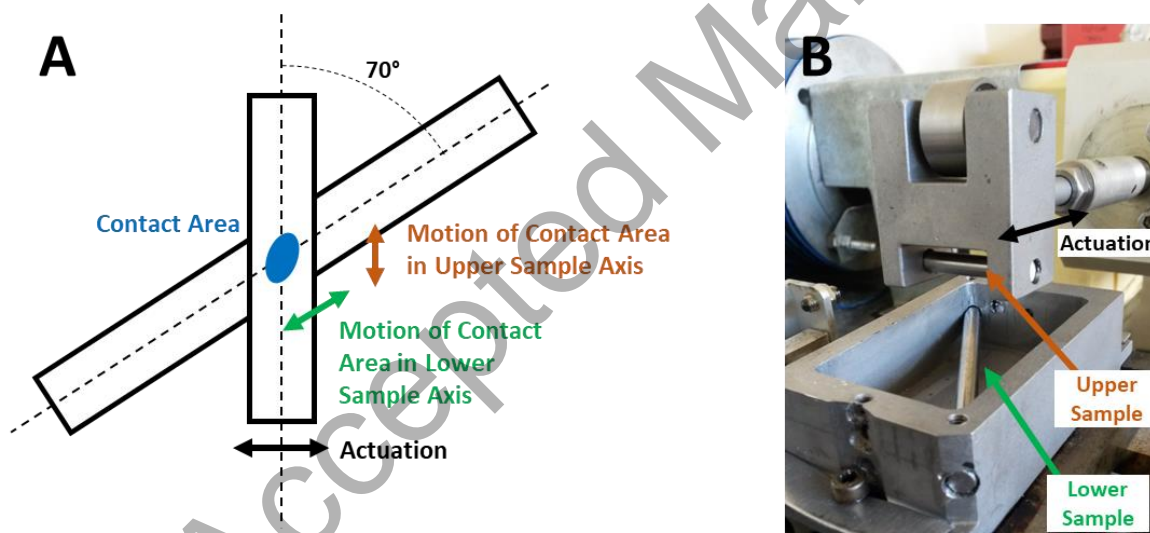 A
70°
Contact Area
Motion of Contact Area
in Upper Sample Axis
Motion of Contact
Area in Lower
Sample Axis
Actuation
B
Actuation
Upper
Sample
Lower
Sample
Accepted Ma